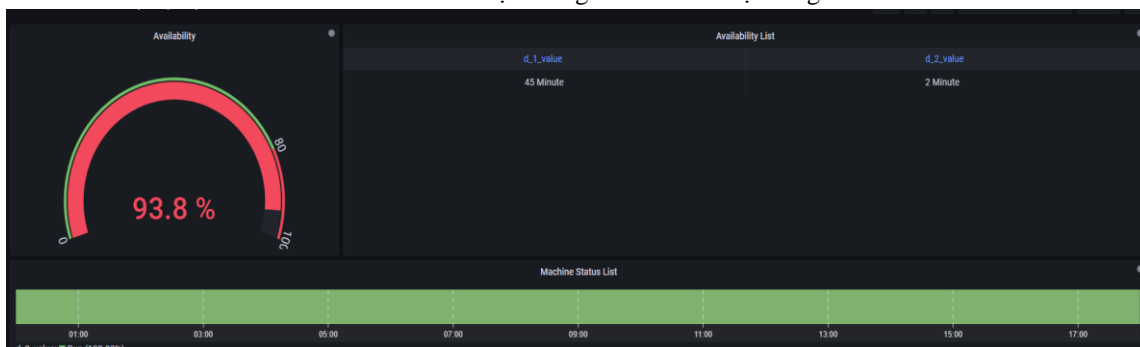 Availability
80
93.8 %
0
100
Availability List
d_1_value d_2_value
45 Minute 2 Minute
Machine Status List
01:00 03:00 05:00 07:00 09:00 11:00 13:00 15:00 17:00